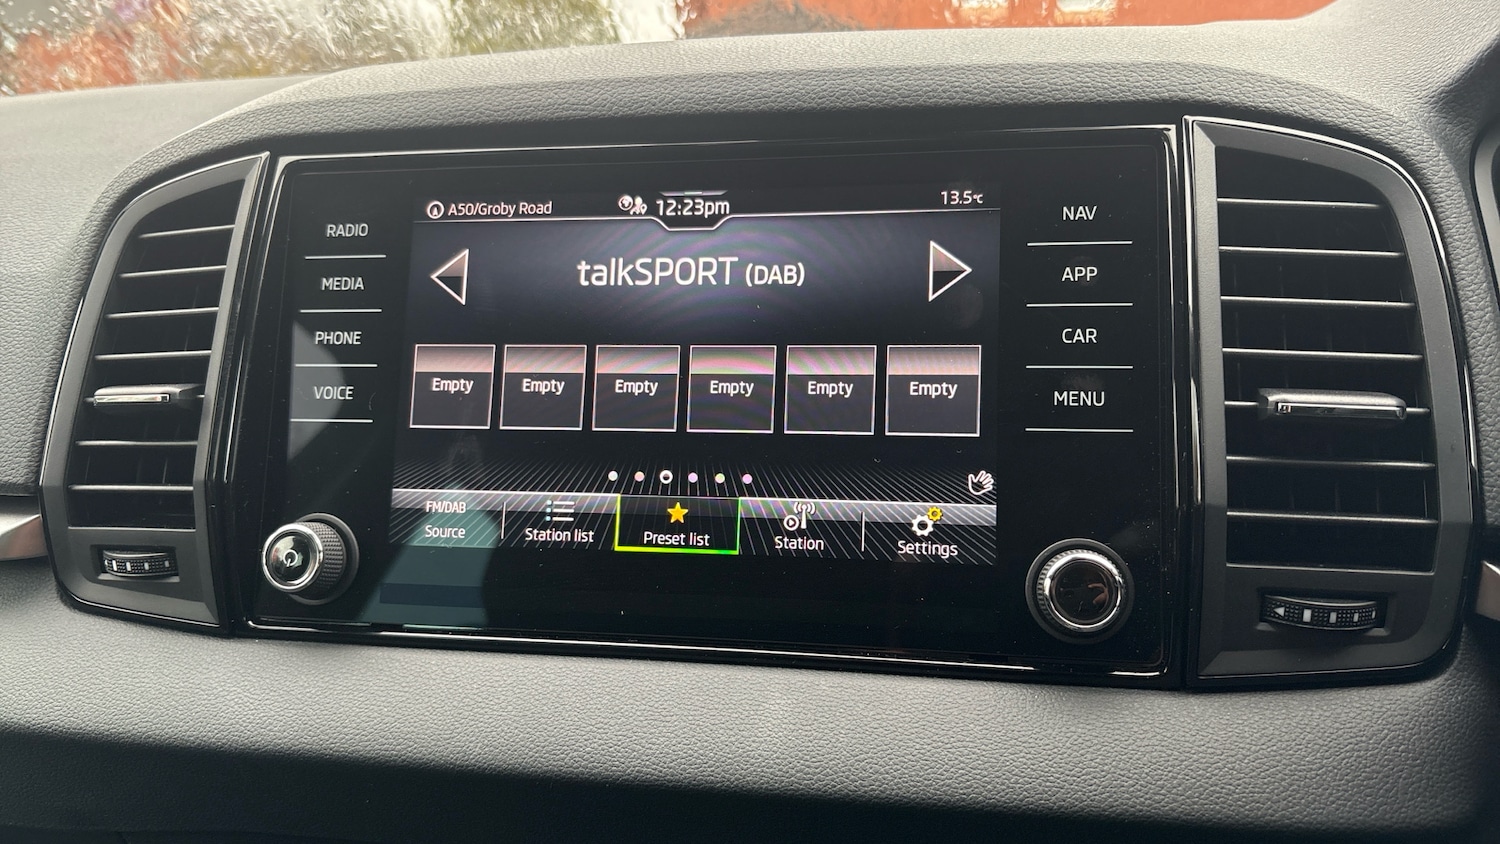 A50/Groby Road
12:23pm
13.5°C
RADIO
MEDIA
PHONE
VOICE
talkSPORT (DAB)
Empty
Empty
Empty
Empty
Empty
Empty
FM/DAB
Source
Station list
Preset list
Station
Settings
NAV
APP
CAR
MENU